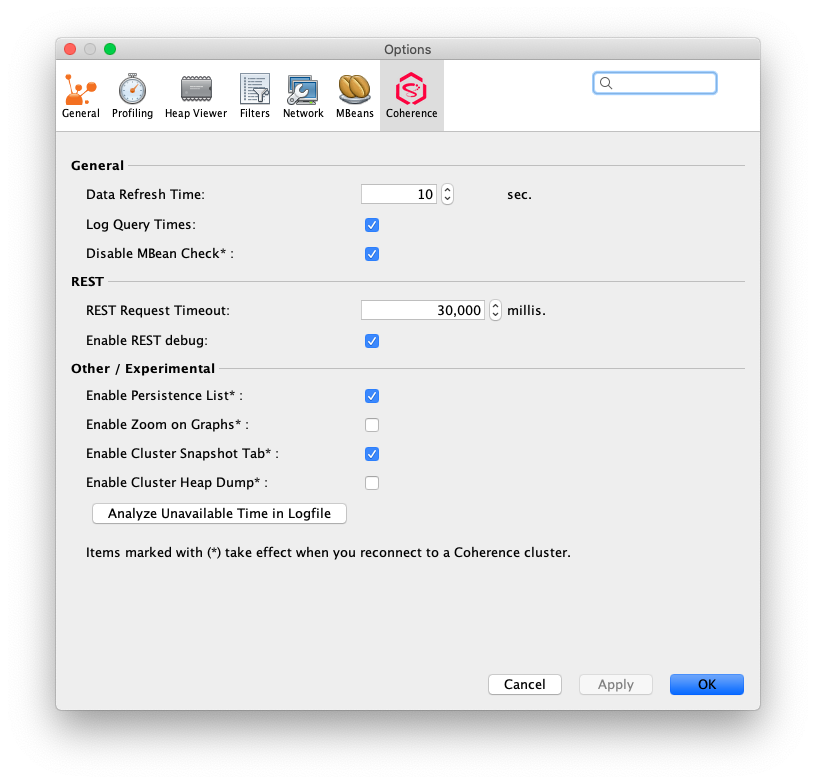 Options
General Profiling Heap Viewer Filters Network MBeans Coherence
General
Data Refresh Time: 10 sec.
Log Query Times:
Disable MBean Check* :
REST
REST Request Timeout: 30,000 millis.
Enable REST debug:
Other / Experimental
Enable Persistence List* :
Enable Zoom on Graphs* :
Enable Cluster Snapshot Tab* :
Enable Cluster Heap Dump* :
Analyze Unavailable Time in Logfile
Items marked with (*) take effect when you reconnect to a Coherence cluster.
Cancel Apply OK